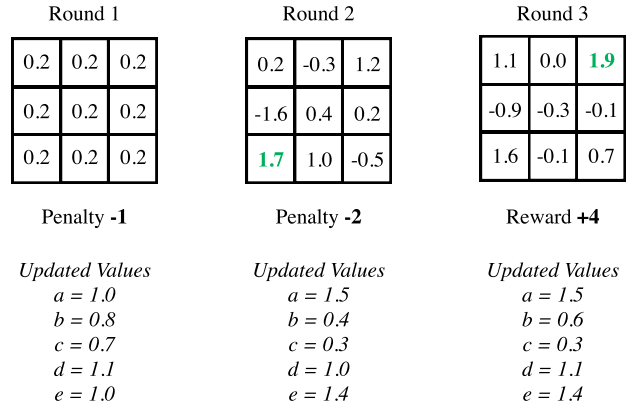 Round 1
0.2 0.2 0.2
0.2 0.2 0.2
0.2 0.2 0.2
Penalty -1
Updated Values
a = 1.0
b = 0.8
c = 0.7
d = 1.1
e = 1.0
Round 2
0.2 -0.3 1.2
-1.6 0.4 0.2
1.7 1.0 -0.5
Penalty -2
Updated Values
a = 1.5
b = 0.4
c = 0.3
d = 1.0
e = 1.4
Round 3
1.1 0.0 1.9
-0.9 -0.3 -0.1
1.6 -0.1 0.7
Reward +4
Updated Values
a = 1.5
b = 0.6
c = 0.3
d = 1.1
e = 1.4